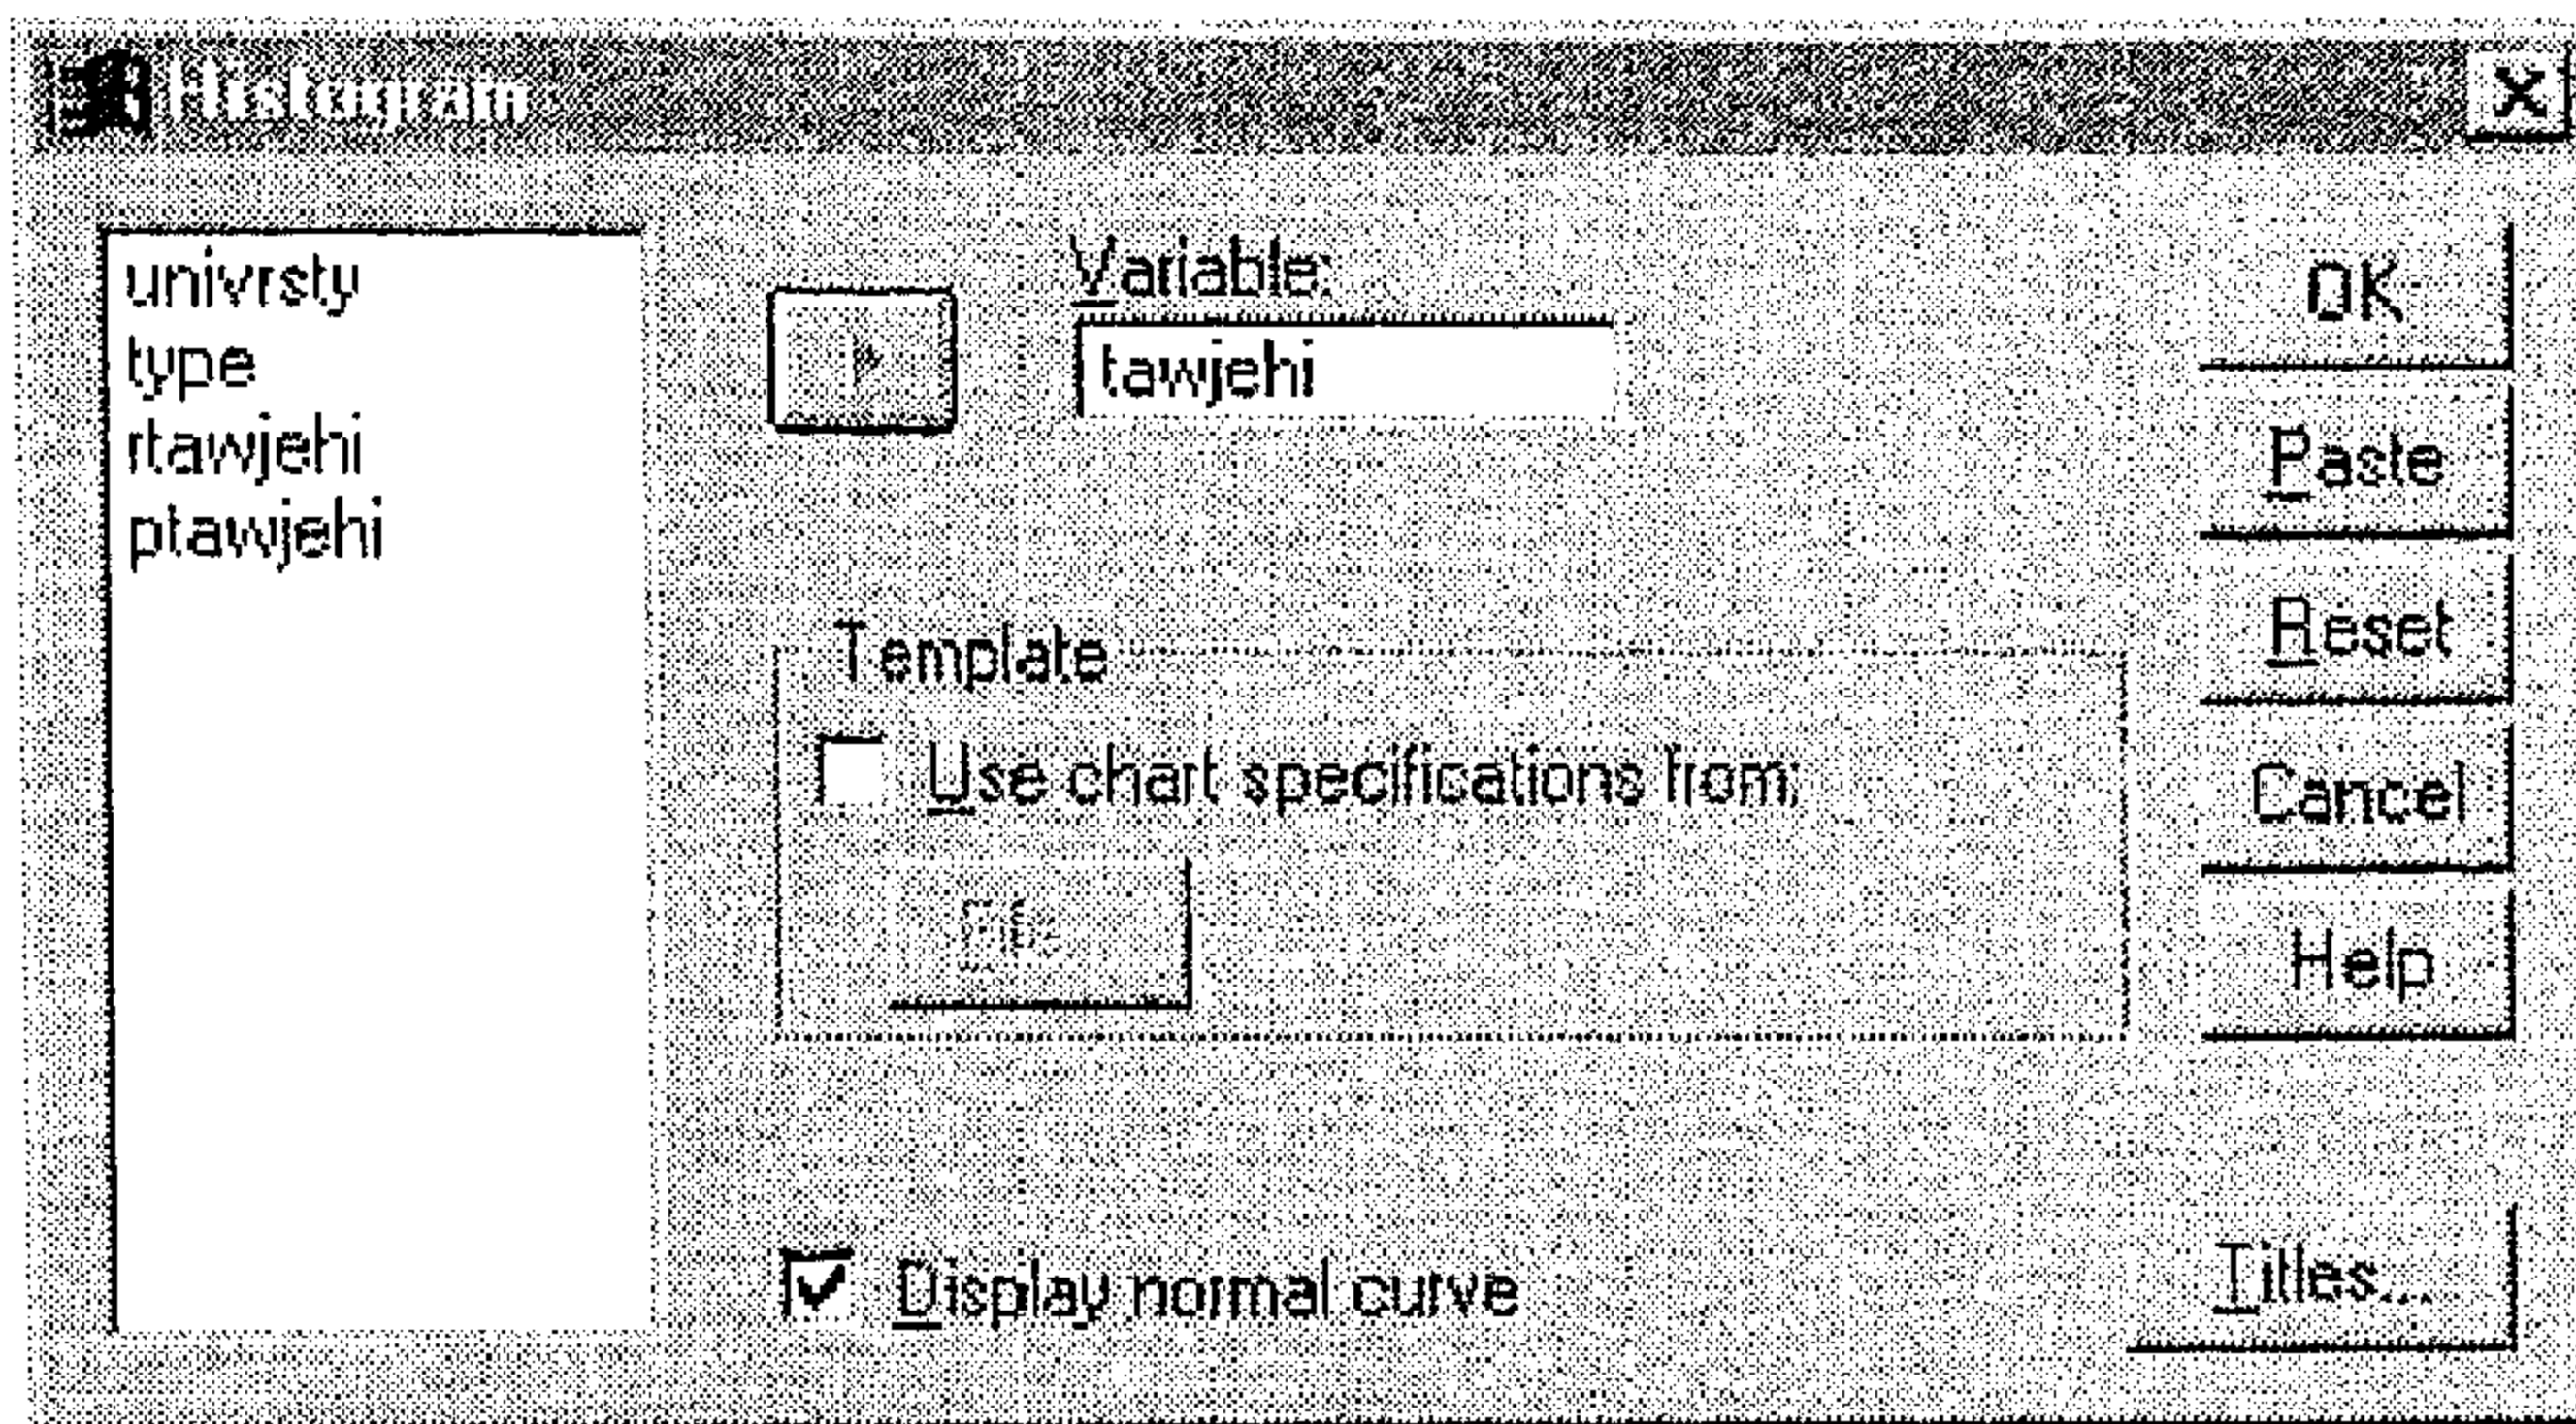 Histogram
univrsty
type
rtawjehi
ptawjehi
Variable:
tawjehi
Template
Use chart specifications from:
File...
Display normal curve
OK
Paste
Reset
Cancel
Help
Titles...